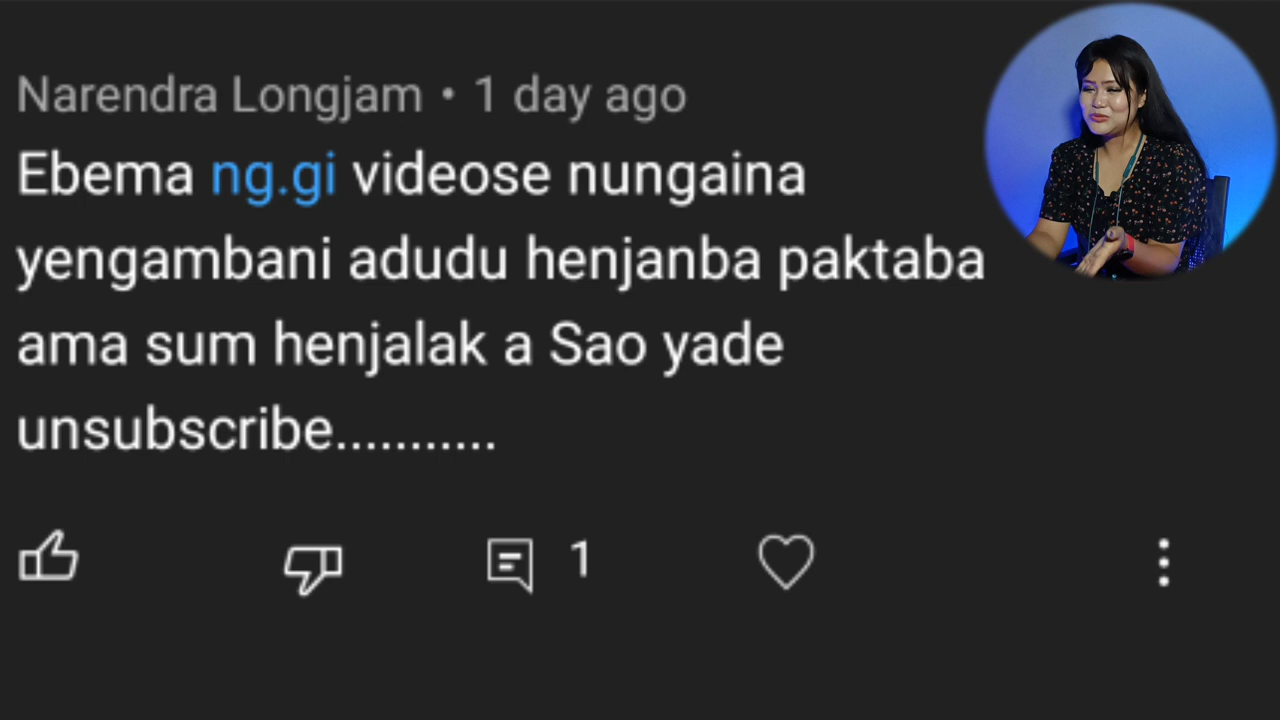 Narendra Longjam • 1 day ago
Ebema ng.gi videose nungaina
yengambani adudu henjanba paktaba
ama sum henjalak a Sao yade
unsubscribe...........
1